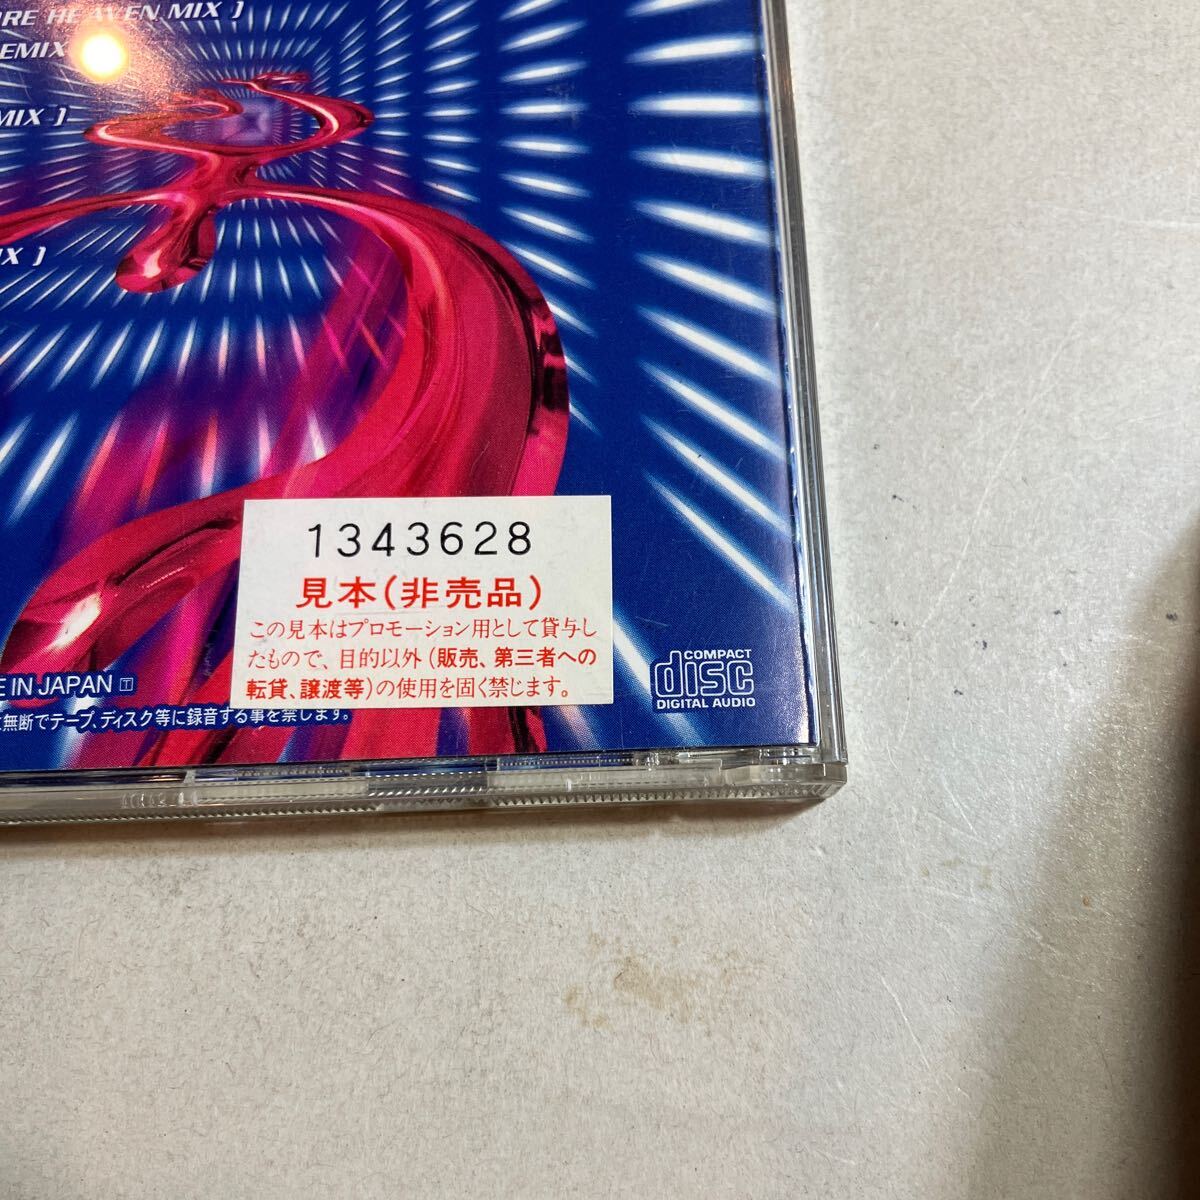 HEAVEN MIX ]
MIX ]
1343628
見本(非売品)
この見本はプロモーション用として貸与し
たもので、目的以外(販売、第三者への
転貸、譲渡等)の使用を固く禁じます。
IN JAPAN T
無断でテープ、ディスク等に録音する事を禁じます。
COMPACT
disc
DIGITAL AUDIO